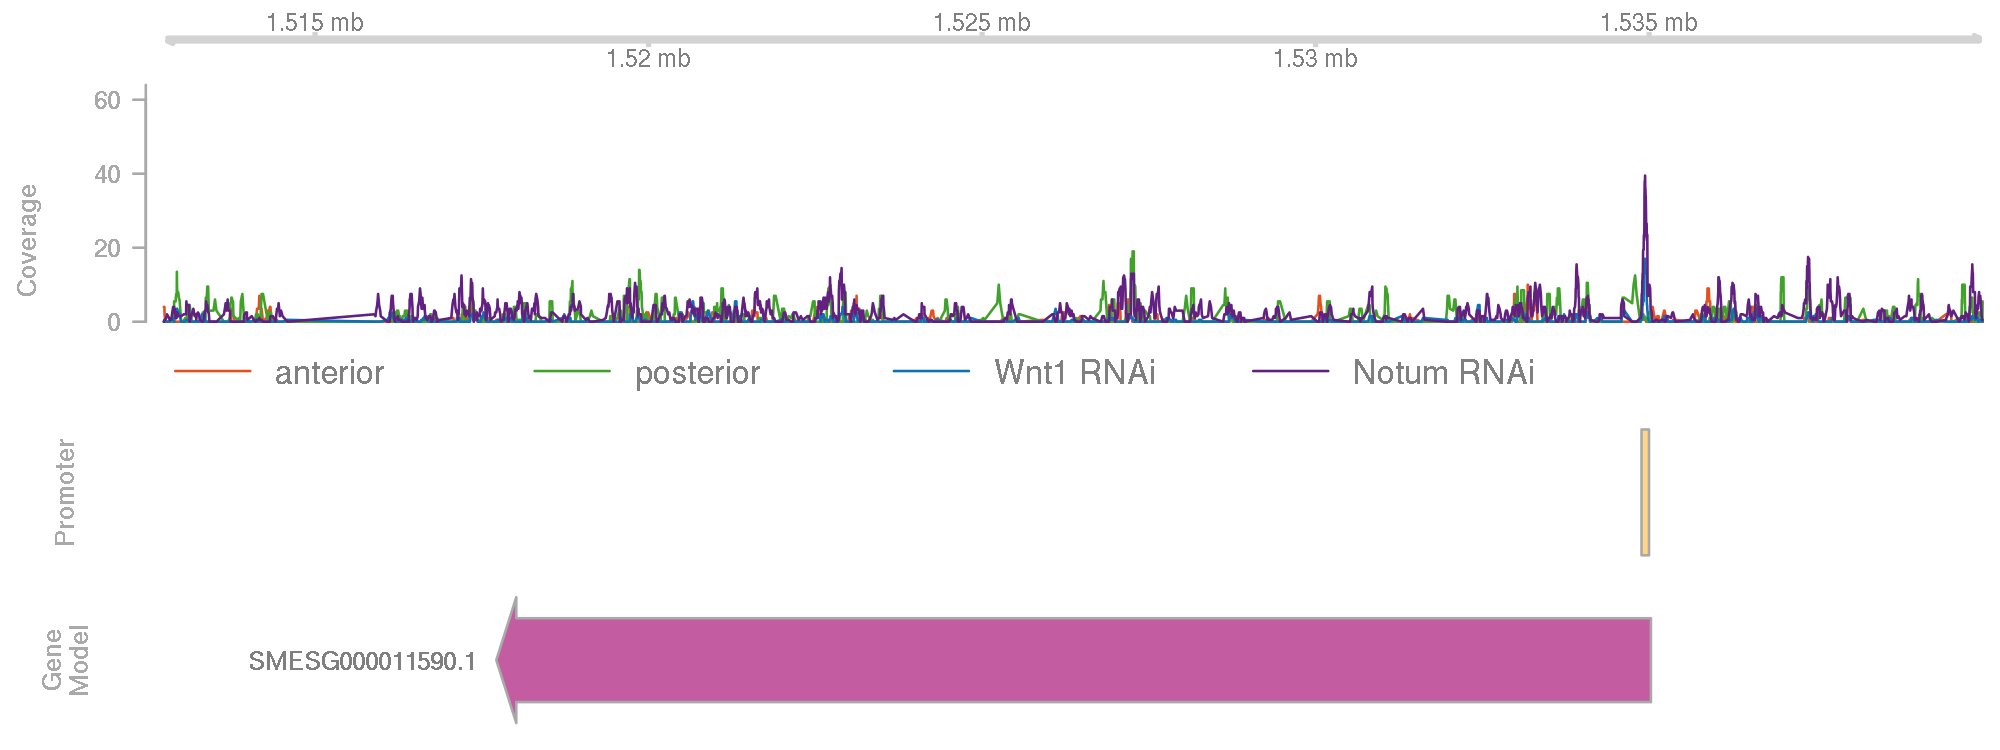 1.515 mb 1.525 mb 1.535 mb
1.52 mb 1.53 mb
Coverage
60
40
20
0
anterior posterior Wnt1 RNAi Notum RNAi
Promoter
Gene
Model
SMESG000011590.1